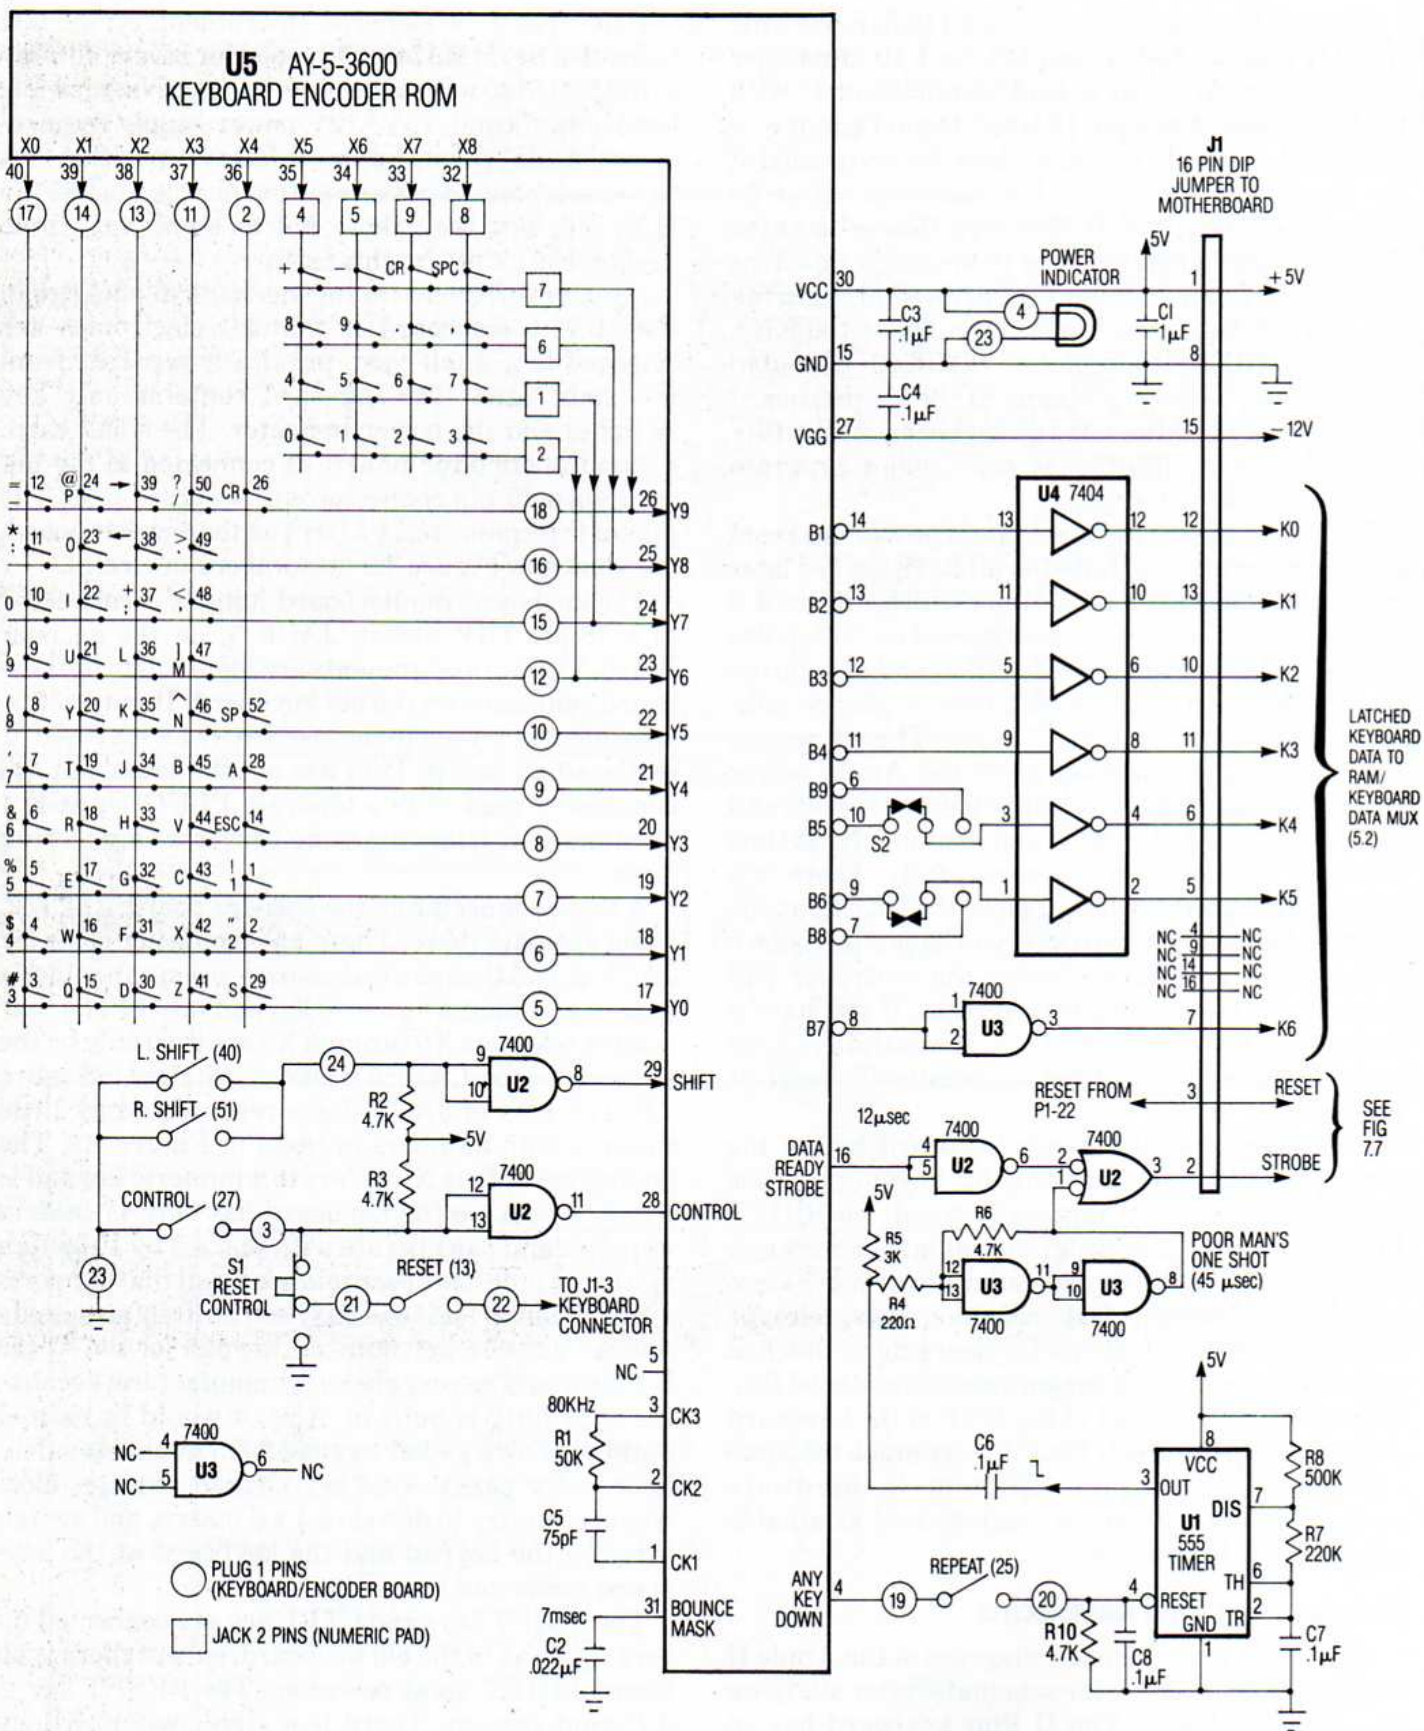 U5 AY-5-3600
KEYBOARD ENCODER ROM
X0 X1 X2 X3 X4 X5 X6 X7 X8
40 39 38 37 36 35 34 33 32
17 14 13 11 2 4 5 9 8
+ − CR SPC 7
8 9 6
4 5 6 7 1
0 1 2 3 2
= 12 @ 24 → 39 ? 50 CR 26 18 26 Y9
− P /
* 11 23 ← 38 > 49 16 25 Y8
: O .
10 22 + 37 < 48 15 24 Y7
0 I ; ,
) 9 U 21 L 36 ] 47 12 23 Y6
9 M
( 8 Y 20 K 35 ^ 46 SP 52 10 22 Y5
8 N
' 7 T 19 J 34 B 45 A 28 9 21 Y4
7
& 6 R 18 H 33 V 44 ESC 14 8 20 Y3
6
% 5 E 17 G 32 C 43 ! 1 7 19 Y2
5 1
$ 4 W 16 F 31 X 42 " 2 6 18 Y1
4 2
# 3 Q 15 D 30 Z 41 S 29 5 17 Y0
3
L. SHIFT (40)
R. SHIFT (51)
24
R2
4.7K
5V
R3
4.7K
7400
9
10
U2
8
29
SHIFT
CONTROL (27)
3
7400
12
13
U2
11
28
CONTROL
23
S1
RESET
CONTROL
21
RESET (13)
22
TO J1-3
KEYBOARD
CONNECTOR
NC 5
80KHz
3 CK3
R1
50K
2 CK2
C5
75pF
1 CK1
7msec
31 BOUNCE
MASK
C2
.022µF
7400
NC 4
NC 5
U3
6 NC
PLUG 1 PINS
(KEYBOARD/ENCODER BOARD)
JACK 2 PINS (NUMERIC PAD)
J1
16 PIN DIP
JUMPER TO
MOTHERBOARD
5V
POWER
INDICATOR
VCC 30
C3
.1µF
4
23
C1
1µF
1
+5V
GND 15
8
C4
.1µF
VGG 27
15
−12V
U4 7404
B1 14 13 12 12 K0
B2 13 11 10 13 K1
B3 12 5 6 10 K2
B4 11 9 8 11 K3
B9 6
B5 10 S2 3 4 6 K4
B6 9 1 2 5 K5
B8 7
NC 4 NC
NC 9 NC
NC 14 NC
NC 16 NC
7400
B7 8 1 2 U3 3 7 K6
LATCHED
KEYBOARD
DATA TO
RAM/
KEYBOARD
DATA MUX
(5.2)
RESET FROM
P1-22
3
RESET
SEE
FIG
7.7
12µsec
DATA
READY
STROBE
16
7400
4
5
U2
6
7400
2
1
U2
3
2
STROBE
5V
R5
3K
R6
4.7K
R4
220Ω
12
13
U3
11
7400
9
10
U3
8
7400
POOR MAN'S
ONE SHOT
(45 µsec)
C6
.1µF
5V
8
VCC
3 OUT
DIS 7
U1
555
TIMER
TH 6
TR 2
4 RESET
GND
1
R8
500K
R7
220K
C7
.1µF
ANY
KEY
DOWN
4
19
REPEAT (25)
20
R10
4.7K
C8
.1µF